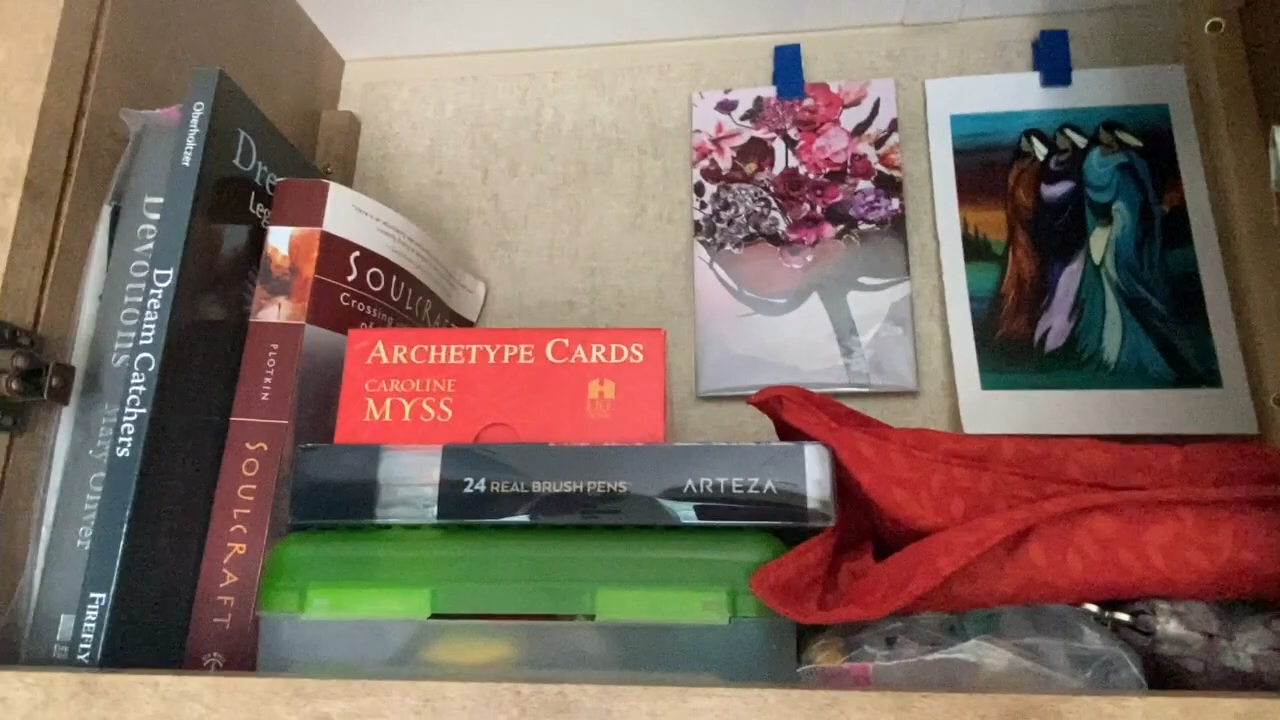 Devotions
Mary Oliver
Oberholtzer
Dream Catchers
FIREFLY
Dre
Leg
PLOTKIN
SOULCRAFT
SOULCRAFT
Crossing
ARCHETYPE CARDS
CAROLINE
MYSS
24 REAL BRUSH PENS
ARTEZA